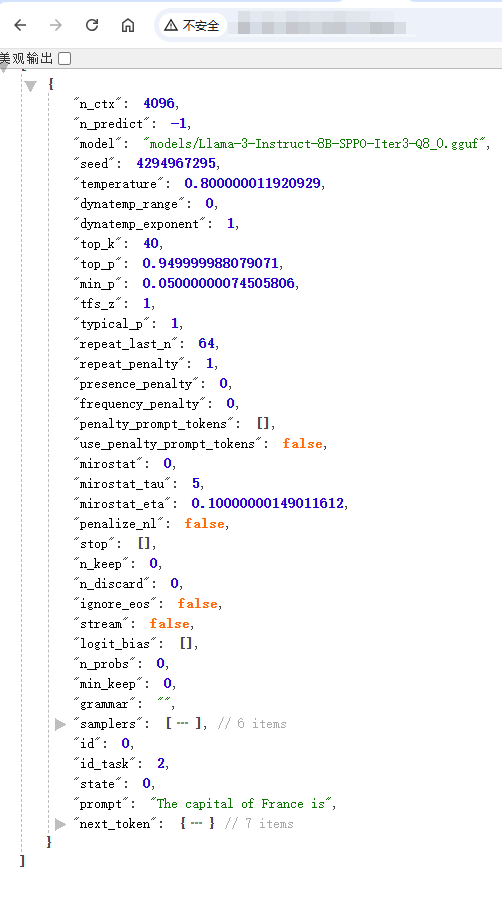 不安全
美观输出
{
"n_ctx": 4096,
"n_predict": -1,
"model": "models/Llama-3-Instruct-8B-SPPO-Iter3-Q8_0.gguf",
"seed": 4294967295,
"temperature": 0.800000011920929,
"dynatemp_range": 0,
"dynatemp_exponent": 1,
"top_k": 40,
"top_p": 0.949999988079071,
"min_p": 0.05000000074505806,
"tfs_z": 1,
"typical_p": 1,
"repeat_last_n": 64,
"repeat_penalty": 1,
"presence_penalty": 0,
"frequency_penalty": 0,
"penalty_prompt_tokens": [],
"use_penalty_prompt_tokens": false,
"mirostat": 0,
"mirostat_tau": 5,
"mirostat_eta": 0.10000000149011612,
"penalize_nl": false,
"stop": [],
"n_keep": 0,
"n_discard": 0,
"ignore_eos": false,
"stream": false,
"logit_bias": [],
"n_probs": 0,
"min_keep": 0,
"grammar": "",
"samplers": [ ··· ], // 6 items
"id": 0,
"id_task": 2,
"state": 0,
"prompt": "The capital of France is",
"next_token": { ··· } // 7 items
}
]